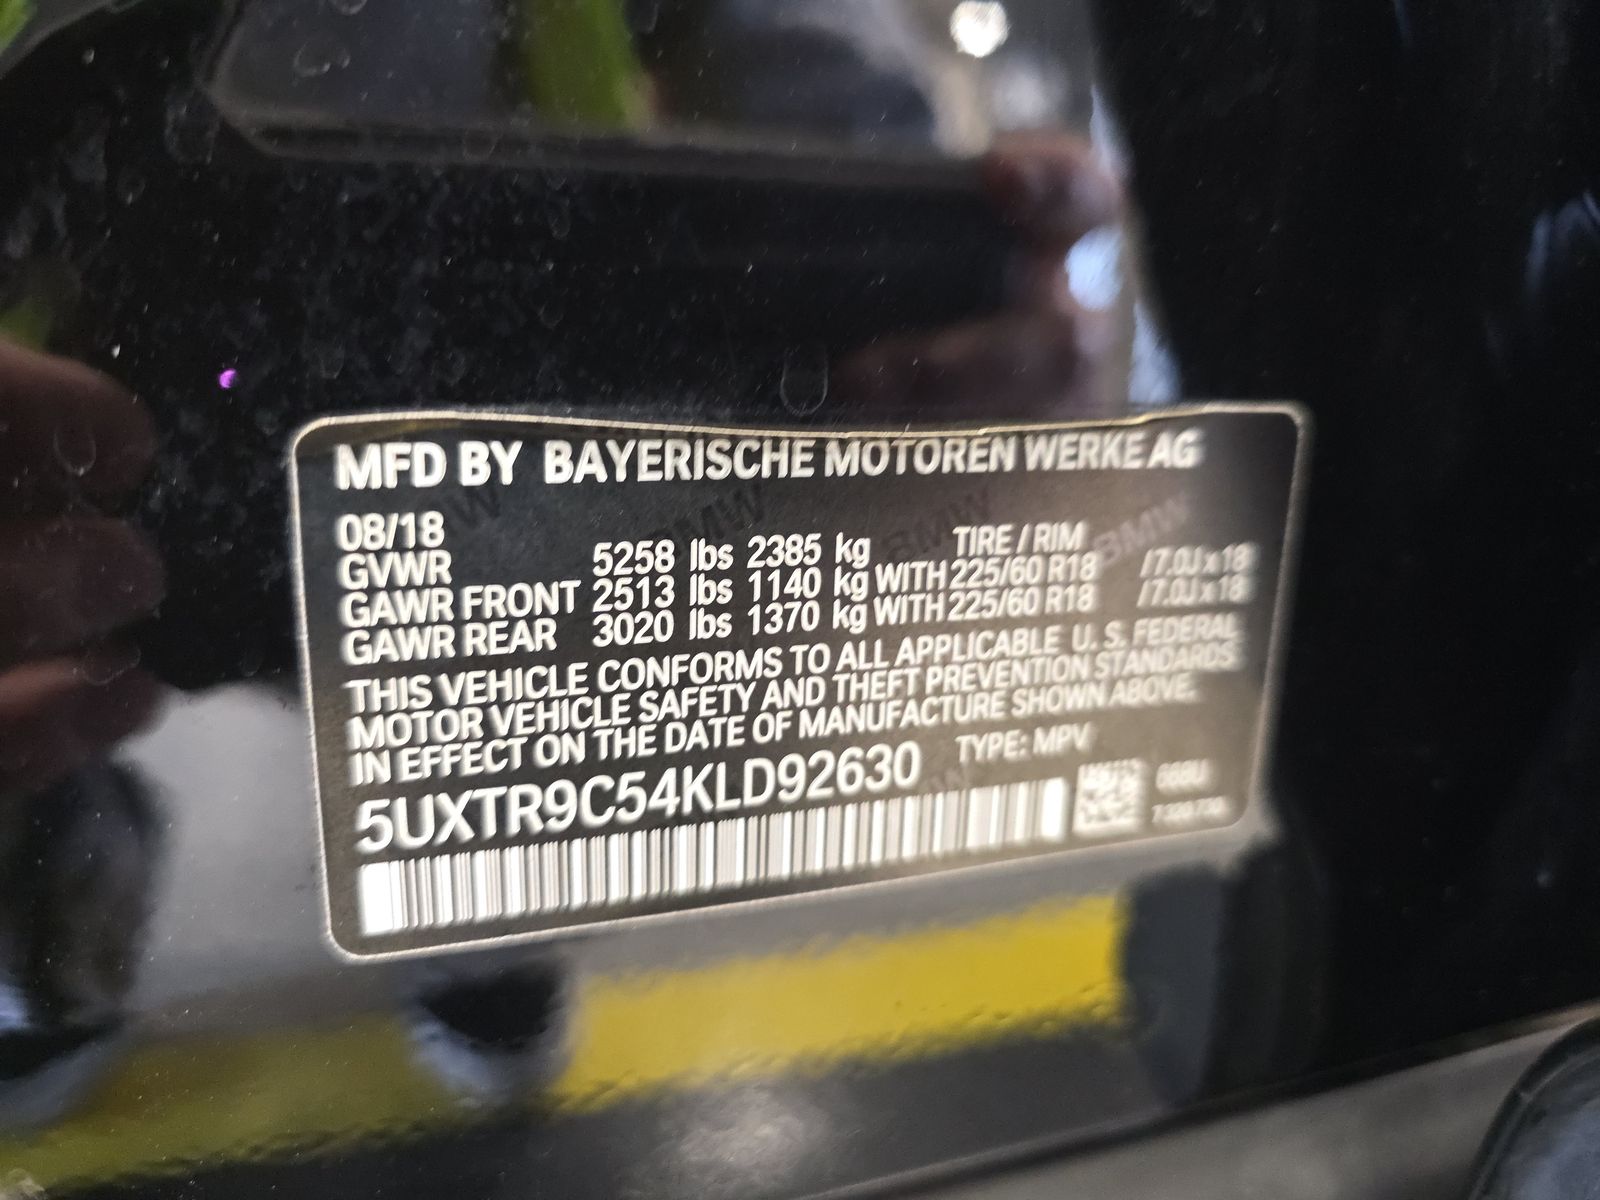 MFD BY BAYERISCHE MOTOREN WERKE AG
08/18
GVWR 5258 lbs 2385 kg TIRE / RIM
GAWR FRONT 2513 lbs 1140 kg WITH 225/60 R18 /7.0J x 18
GAWR REAR 3020 lbs 1370 kg WITH 225/60 R18 /7.0J x 18
THIS VEHICLE CONFORMS TO ALL APPLICABLE U. S. FEDERAL
MOTOR VEHICLE SAFETY AND THEFT PREVENTION STANDARDS
IN EFFECT ON THE DATE OF MANUFACTURE SHOWN ABOVE.
5UXTR9C54KLD92630 TYPE: MPV